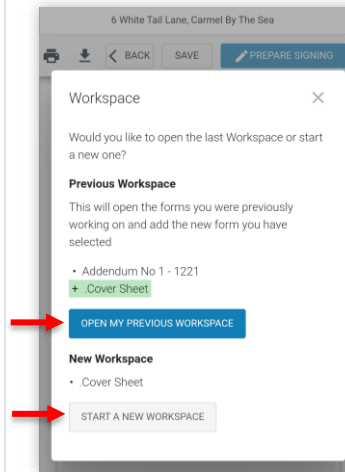 6 White Tail Lane, Carmel By The Sea
BACK SAVE PREPARE SIGNING
Workspace
Would you like to open the last Workspace or start
a new one?
Previous Workspace
This will open the forms you were previously
working on and add the new form you have
selected
• Addendum No 1 - 1221
+ .Cover Sheet
OPEN MY PREVIOUS WORKSPACE
New Workspace
• .Cover Sheet
START A NEW WORKSPACE